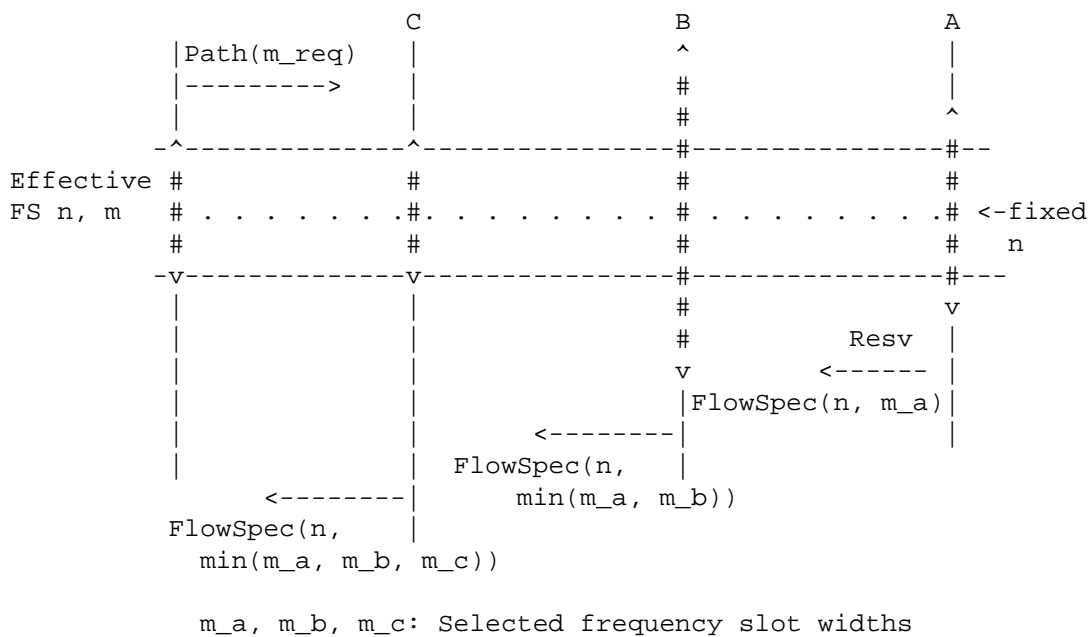 C B A
Path(m_req)
Effective
FS n, m <-fixed
n
Resv
FlowSpec(n, m_a)
FlowSpec(n,
min(m_a, m_b))
FlowSpec(n,
min(m_a, m_b, m_c))
m_a, m_b, m_c: Selected frequency slot widths